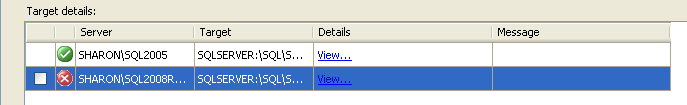 Target details:
Server Target Details Message
SHARON\SQL2005 SQLSERVER:\SQL\S... View...
SHARON\SQL2008R... SQLSERVER:\SQL\S... View...